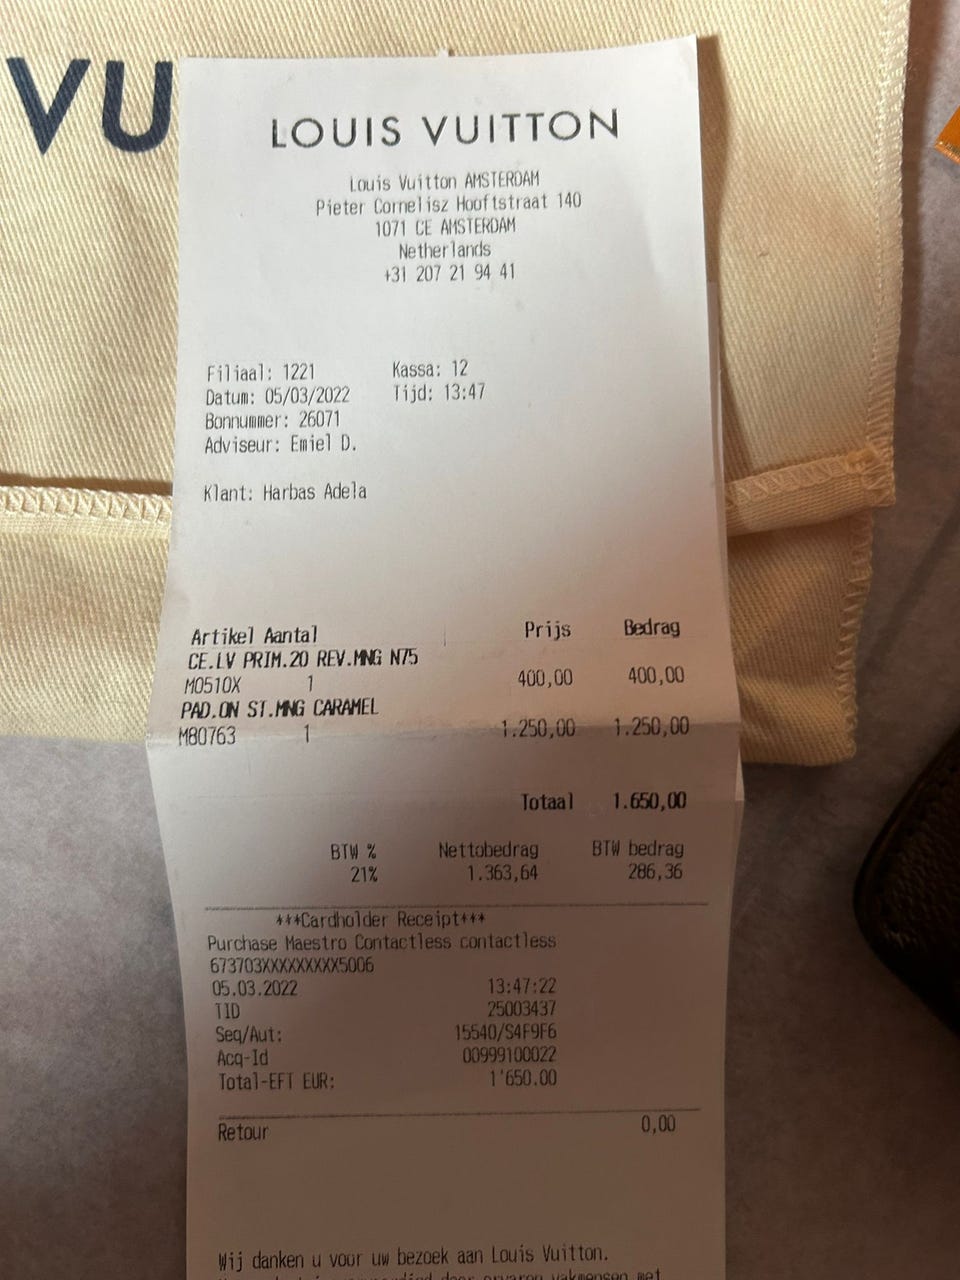 VU
LOUIS VUITTON
Louis Vuitton AMSTERDAM
Pieter Cornelisz Hooftstraat 140
1071 CE AMSTERDAM
Netherlands
+31 207 21 94 41
Filiaal: 1221 Kassa: 12
Datum: 05/03/2022 Tijd: 13:47
Bonnummer: 26071
Adviseur: Emiel D.
Klant: Harbas Adela
Artikel Aantal Prijs Bedrag
CE.LV PRIM.20 REV.MNG N75
M0510X 1 400,00 400,00
PAD.ON ST.MNG CARAMEL
M80763 1 1.250,00 1.250,00
Totaal 1.650,00
BTW % Nettobedrag BTW bedrag
21% 1.363,64 286,36
***Cardholder Receipt***
Purchase Maestro Contactless contactless
673703XXXXXXXXX5006
05.03.2022 13:47:22
TID 25003437
Seq/Aut: 15540/S4F9F6
Acq-Id 00999100022
Total-EFT EUR: 1'650.00
Retour 0,00
Wij danken u voor uw bezoek aan Louis Vuitton.
door ervaren vakmensen met